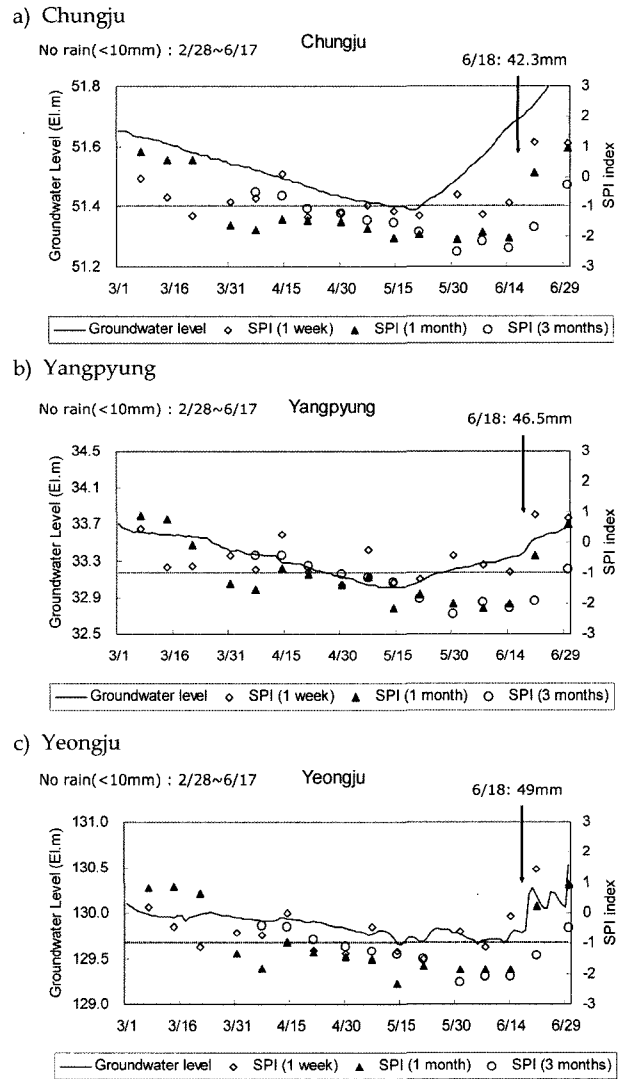 a) Chungju
No rain(<10mm) : 2/28~6/17
Chungju
6/18: 42.3mm
51.8
51.6
51.4
51.2
Groundwater Level (El.m)
3
2
1
0
-1
-2
-3
SPI index
3/1 3/16 3/31 4/15 4/30 5/15 5/30 6/14 6/29
Groundwater level SPI (1 week) SPI (1 month) SPI (3 months)
b) Yangpyung
No rain(<10mm) : 2/28~6/17
Yangpyung
6/18: 46.5mm
34.5
34.1
33.7
33.3
32.9
32.5
Groundwater Level (El.m)
3
2
1
0
-1
-2
-3
SPI index
3/1 3/16 3/31 4/15 4/30 5/15 5/30 6/14 6/29
Groundwater level SPI (1 week) SPI (1 month) SPI (3 months)
c) Yeongju
No rain(<10mm) : 2/28~6/17
Yeongju
6/18: 49mm
131.0
130.5
130.0
129.5
129.0
Groundwater Level (El.m)
3
2
1
0
-1
-2
-3
SPI index
3/1 3/16 3/31 4/15 4/30 5/15 5/30 6/14 6/29
Groundwater level SPI (1 week) SPI (1 month) SPI (3 months)